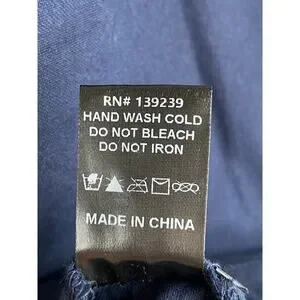 RN# 139239
HAND WASH COLD
DO NOT BLEACH
DO NOT IRON
MADE IN CHINA